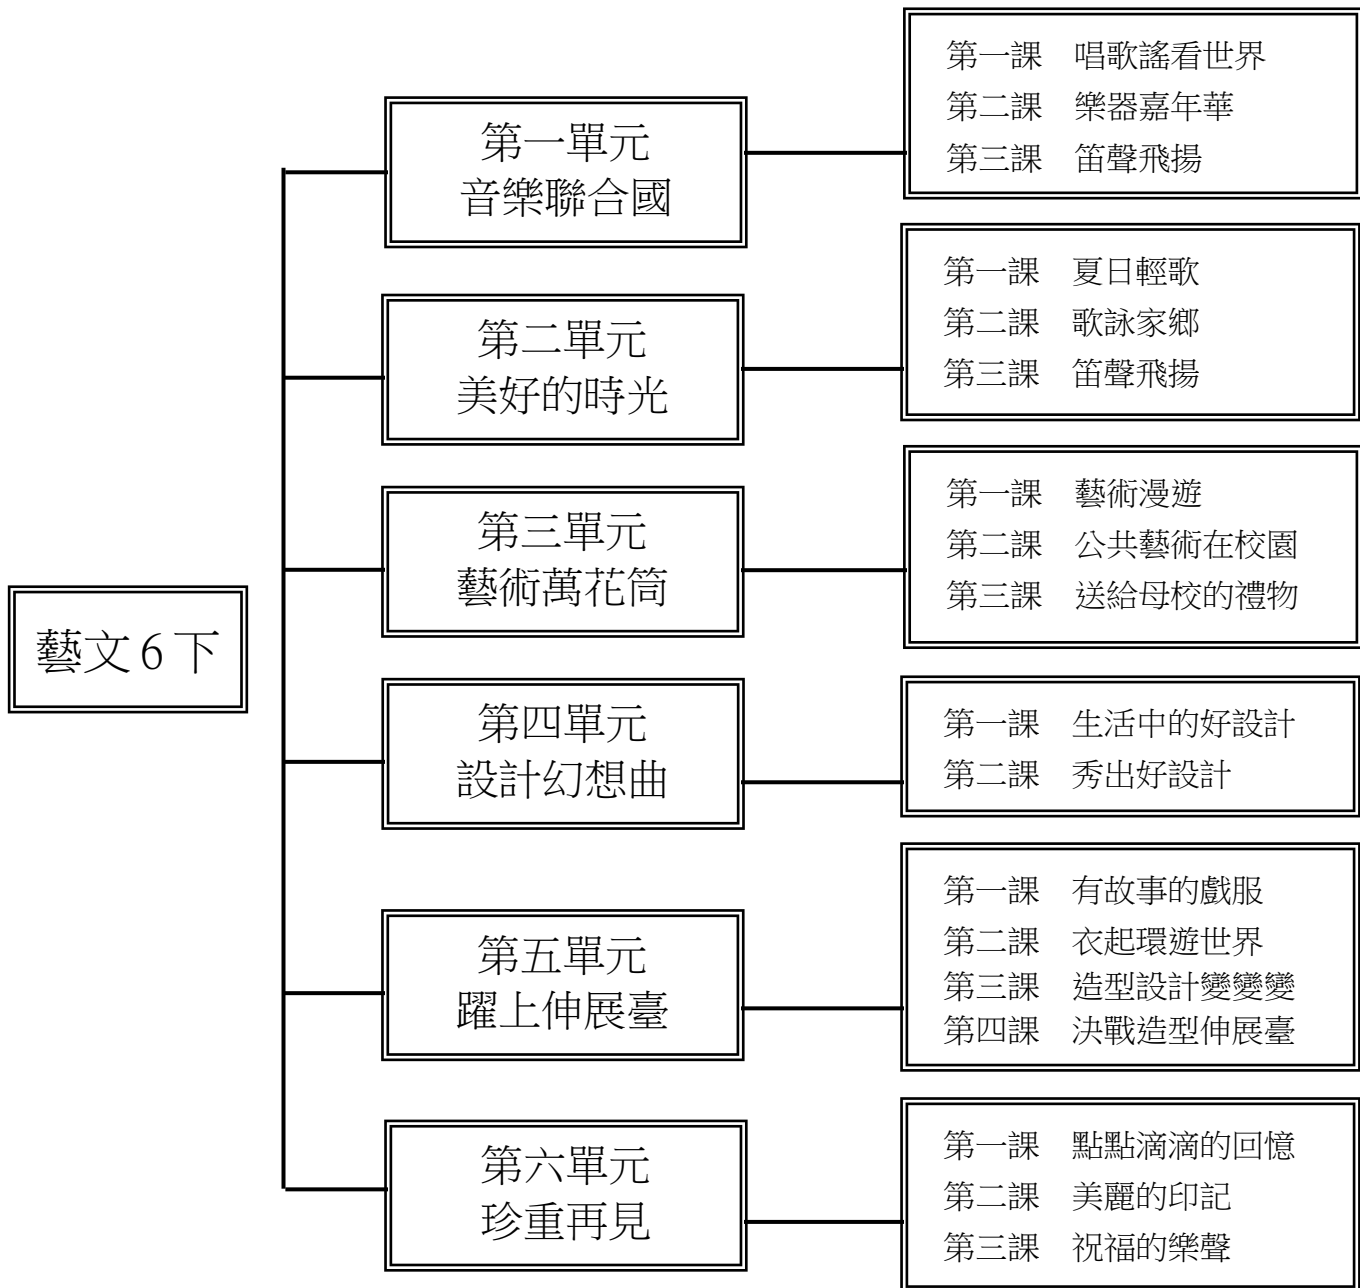 藝文6下
第一單元
音樂聯合國
第一課　唱歌謠看世界
第二課　樂器嘉年華
第三課　笛聲飛揚
第二單元
美好的時光
第一課　夏日輕歌
第二課　歌詠家鄉
第三課　笛聲飛揚
第三單元
藝術萬花筒
第一課　藝術漫遊
第二課　公共藝術在校園
第三課　送給母校的禮物
第四單元
設計幻想曲
第一課　生活中的好設計
第二課　秀出好設計
第五單元
躍上伸展臺
第一課　有故事的戲服
第二課　衣起環遊世界
第三課　造型設計變變變
第四課　決戰造型伸展臺
第六單元
珍重再見
第一課　點點滴滴的回憶
第二課　美麗的印記
第三課　祝福的樂聲